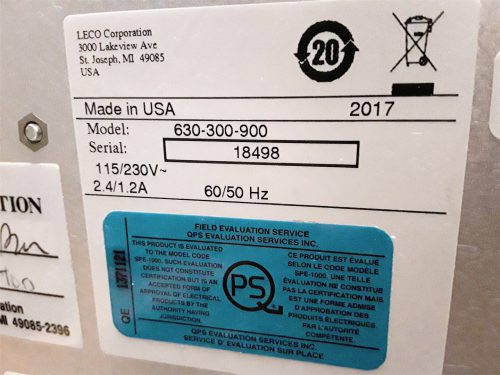 LECO Corporation
3000 Lakeview Ave
St. Joseph, MI 49085
USA
20
Made in USA
2017
Model: 630-300-900
Serial: 18498
115/230V~
2.4/1.2A 60/50 Hz
TION
ation
MI 49085-2396
FIELD EVALUATION SERVICE
QPS EVALUATION SERVICES INC.
THIS PRODUCT IS EVALUATED
TO THE MODEL CODE
SPE-1000. SUCH EVALUATION
DOES NOT CONSTITUTE
CERTIFICATION BUT IS AN
ACCEPTED FORM OF
APPROVAL OF ELECTRICAL
PRODUCTS BY THE
AUTHORITY HAVING
JURISDICTION.
PS
CE PRODUIT EST ÉVALUÉ
SELON LE CODE MODÈLE
SPE-1000. UNE TELLE
ÉVALUATION NE CONSTITUE
PAS LA CERTIFICATION MAIS
EST UNE FORME ADMISE
D'APPROBATION DES
PRODUITS ÉLECTRIQUES
PAR L'AUTORITÉ
COMPÉTENTE.
QPS EVALUATION SERVICES INC.
SERVICE D' ÉVALUATION SUR PLACE